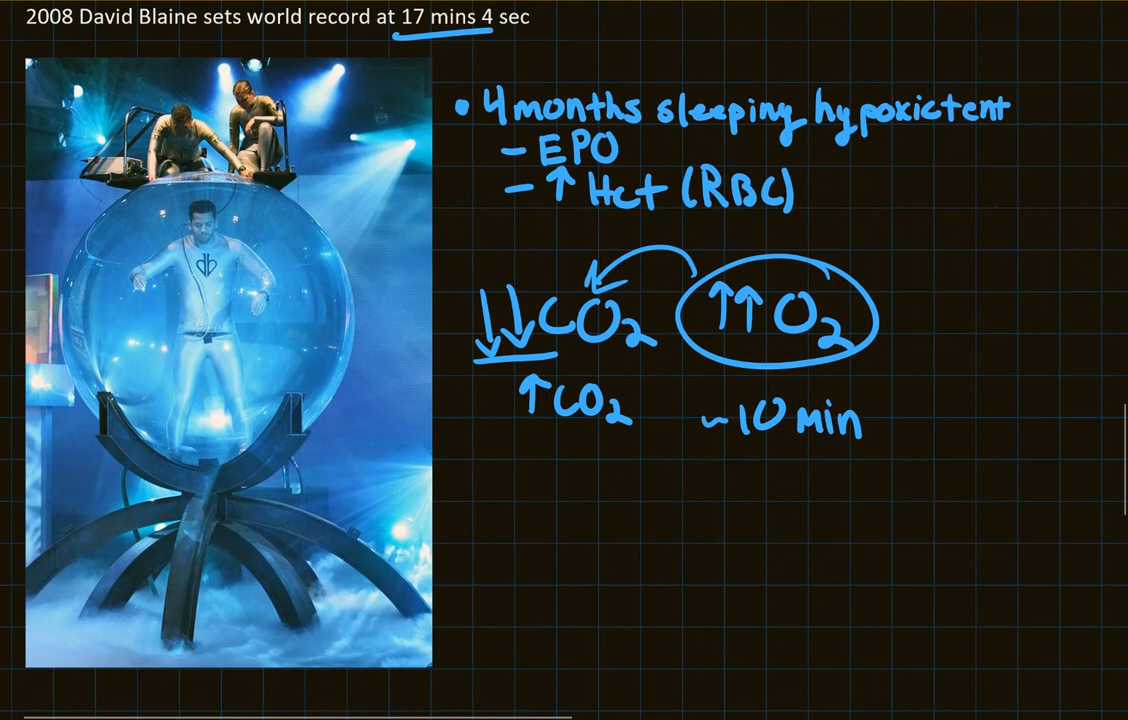 2008 David Blaine sets world record at 17 mins 4 sec
• 4 months sleeping hypoxic tent
- EPO
- ↑ Hct (RBC)
↓↓ CO₂ ↑↑ O₂
↑ CO₂ ~10 min